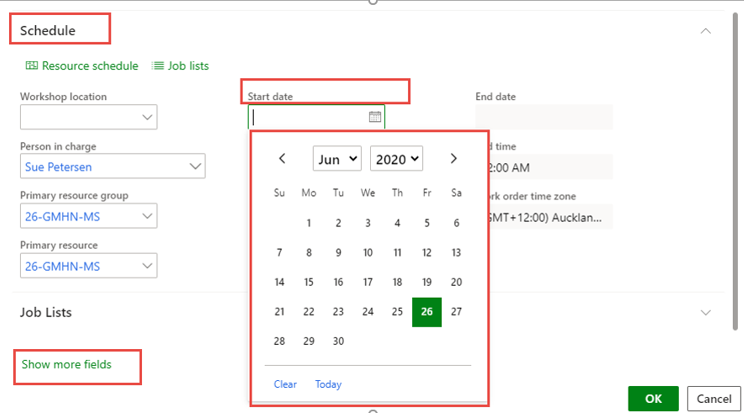 Schedule
Resource schedule Job lists
Workshop location Start date End date
Person in charge
Sue Petersen
Primary resource group
26-GMHN-MS
Primary resource
26-GMHN-MS
Jun 2020
Su Mo Tu We Th Fr Sa
1 2 3 4 5 6
7 8 9 10 11 12 13
14 15 16 17 18 19 20
21 22 23 24 25 26 27
28 29 30
Clear Today
time
:00 AM
order time zone
GMT+12:00) Aucklan...
Job Lists
Show more fields
OK Cancel